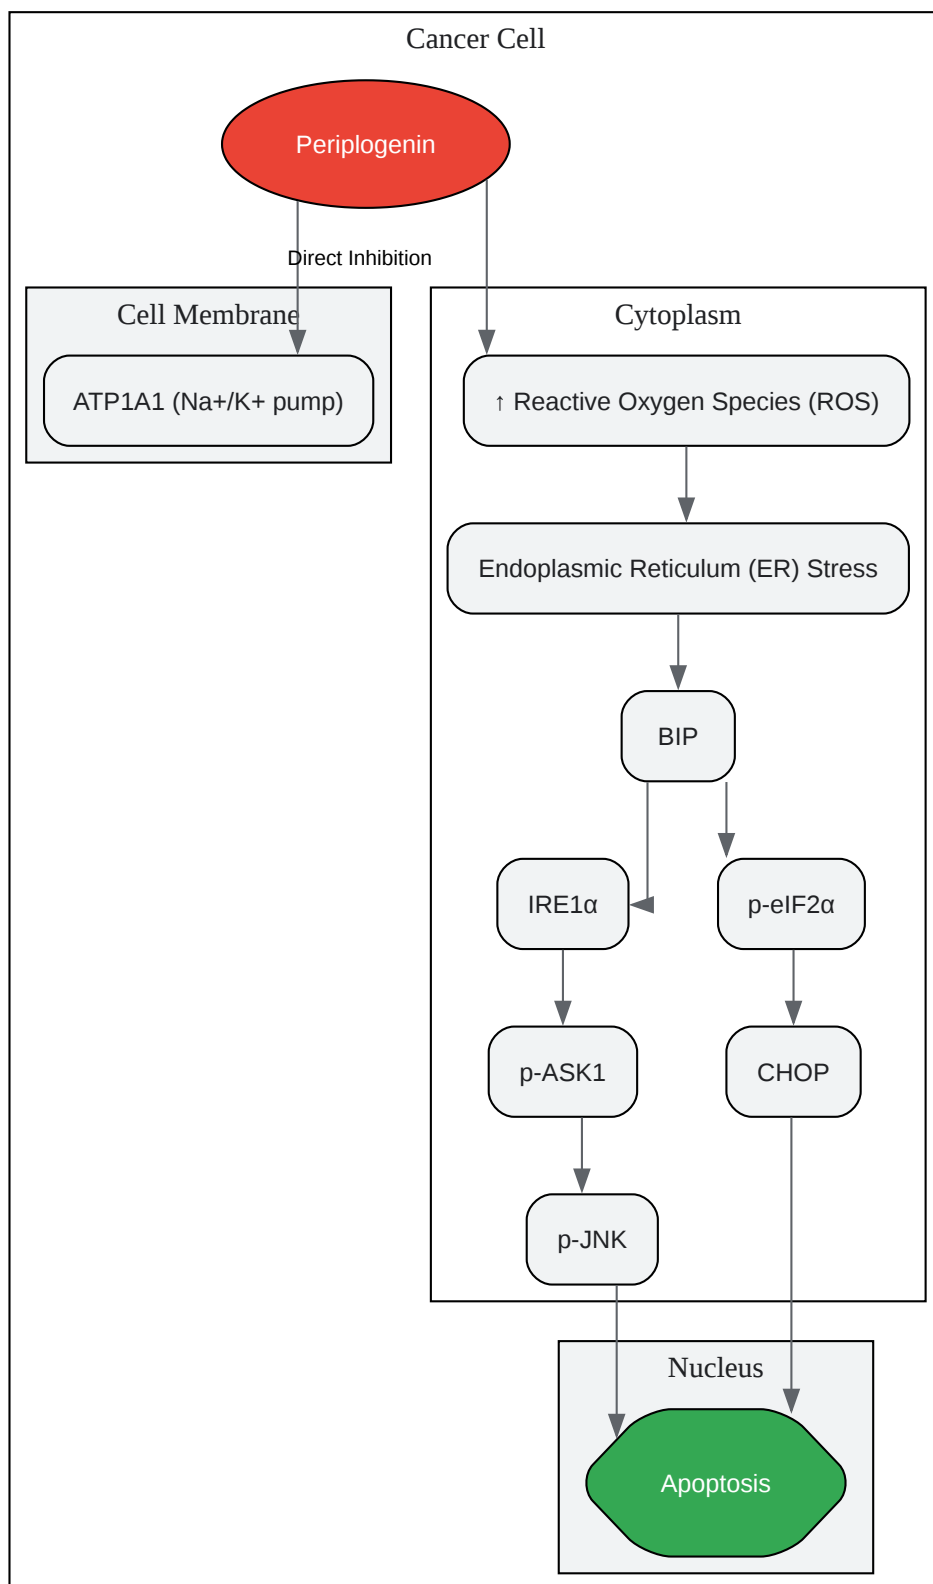 Cancer Cell
Periplogenin
Direct Inhibition
Cell Membrane
Cytoplasm
ATP1A1 (Na+/K+ pump)
↑ Reactive Oxygen Species (ROS)
Endoplasmic Reticulum (ER) Stress
BIP
IRE1α
p-eIF2α
p-ASK1
CHOP
p-JNK
Nucleus
Apoptosis